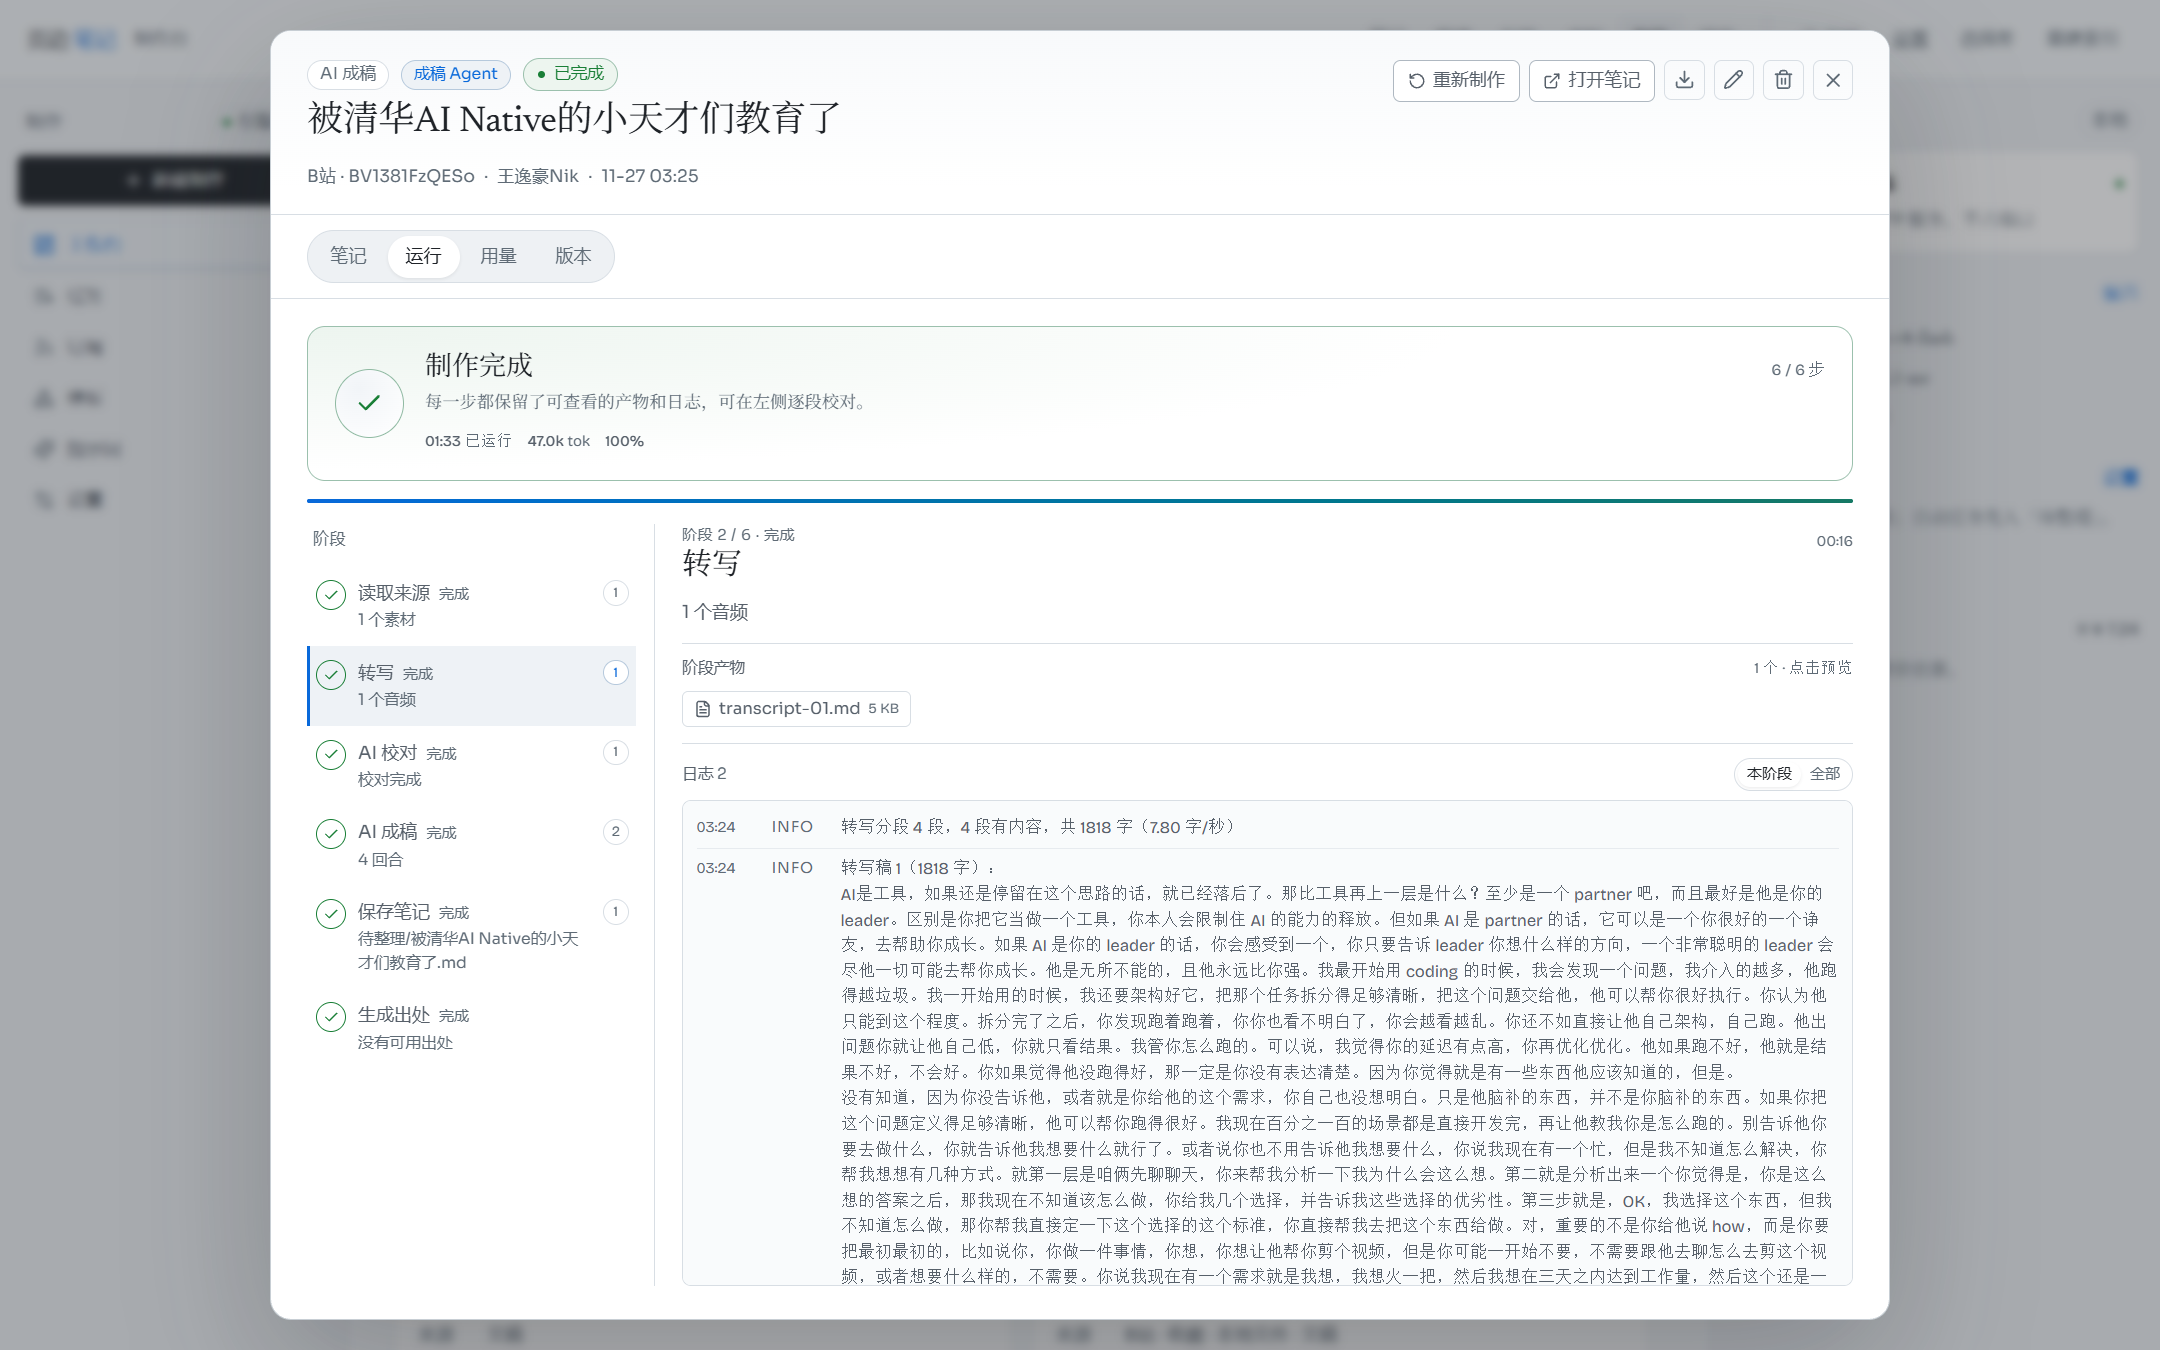 AI 成稿
成稿 Agent
已完成
重新制作
打开笔记
被清华AI Native的小天才们教育了
B站 · BV1381FzQESo · 王逸豪Nik · 11-27 03:25
笔记
运行
用量
版本
制作完成
6 / 6 步
每一步都保留了可查看的产物和日志，可在左侧逐段校对。
01:33 已运行 47.0k tok 100%
阶段
读取来源 完成
1
1 个素材
转写 完成
1
1 个音频
AI 校对 完成
1
校对完成
AI 成稿 完成
2
4 回合
保存笔记 完成
1
待整理/被清华AI Native的小天
才们教育了.md
生成出处 完成
没有可用出处
阶段 2 / 6 · 完成
转写
00:16
1 个音频
阶段产物
1 个 · 点击预览
transcript-01.md 5 KB
日志 2
本阶段
全部
03:24 INFO 转写分段 4 段，4 段有内容，共 1818 字（7.80 字/秒）
03:24 INFO 转写稿 1（1818 字）：
AI是工具，如果还是停留在这个思路的话，就已经落后了。那比工具再上一层是什么？至少是一个 partner 吧，而且最好是他是你的
leader。区别是你把它当做一个工具，你本人会限制住 AI 的能力的释放。但如果 AI 是 partner 的话，它可以是一个你很好的一个诤
友，去帮助你成长。如果 AI 是你的 leader 的话，你会感受到一个，你只要告诉 leader 你想什么样的方向，一个非常聪明的 leader 会
尽他一切可能去帮你成长。他是无所不能的，且他永远比你强。我最开始用 coding 的时候，我会发现一个问题，我介入的越多，他跑
得越垃圾。我一开始用的时候，我还要架构好它，把那个任务拆分得足够清晰，把这个问题交给他，他可以帮你很好执行。你认为他
只能到这个程度。拆分完了之后，你发现跑着跑着，你你也看不明白了，你会越看越乱。你还不如直接让他自己架构，自己跑。他出
问题你就让他自己低，你就只看结果。我管你怎么跑的。可以说，我觉得你的延迟有点高，你再优化优化。他如果跑不好，他就是结
果不好，不会好。你如果觉得他没跑得好，那一定是你没有表达清楚。因为你觉得就是有一些东西他应该知道的，但是。
没有知道，因为你没告诉他，或者就是你给他的这个需求，你自己也没想明白。只是他脑补的东西，并不是你脑补的东西。如果你把
这个问题定义得足够清晰，他可以帮你跑得很好。我现在百分之一百的场景都是直接开发完，再让他教我你是怎么跑的。别告诉他你
要去做什么，你就告诉他我想要什么就行了。或者说你也不用告诉他我想要什么，你说我现在有一个忙，但是我不知道怎么解决，你
帮我想想有几种方式。就第一层是咱俩先聊聊天，你来帮我分析一下我为什么会这么想。第二就是分析出来一个你觉得是，你是这么
想的答案之后，那我现在不知道该怎么做，你给我几个选择，并告诉我这些选择的优劣性。第三步就是，OK，我选择这个东西，但我
不知道怎么做，那你帮我直接定一下这个选择的这个标准，你直接帮我去把这个东西给做。对，重要的不是你给他说 how，而是你要
把最初最初的，比如说你，你做一件事情，你想，你想让他帮你剪个视频，但是你可能一开始不要，不需要跟他去聊怎么去剪这个视
频，或者想要什么样的，不需要。你说我现在有一个需求就是我想，我想火一把，然后我想在三天之内达到工作量，然后这个还是一